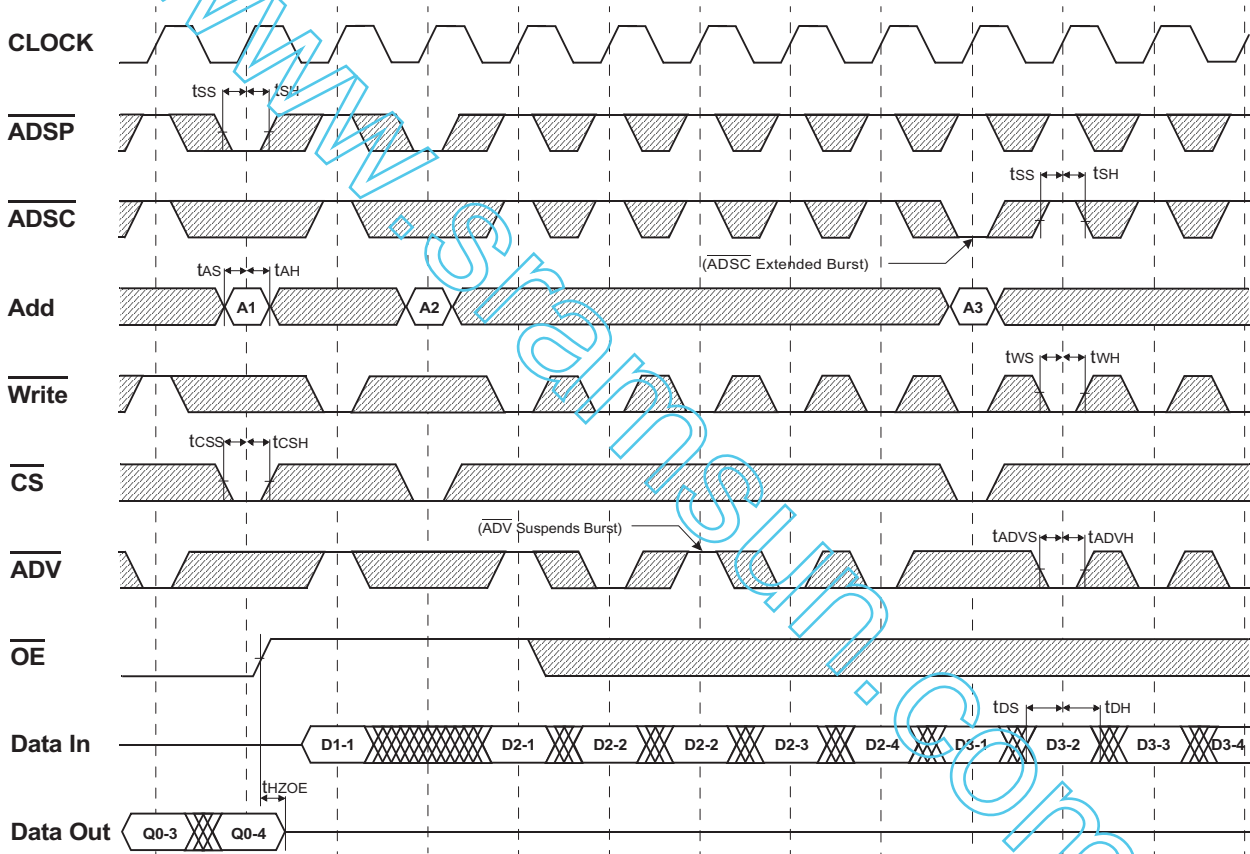 CLOCK
tSS tSH
ADSP
tSS tSH
ADSC
(ADSC Extended Burst)
tAS tAH
Add A1 A2 A3
tWS tWH
Write
tCSS tCSH
CS
(ADV Suspends Burst)
tADVS tADVH
ADV
OE
tDS tDH
Data In D1-1 D2-1 D2-2 D2-2 D2-3 D2-4 D3-1 D3-2 D3-3 D3-4
tHZOE
Data Out Q0-3 Q0-4
www.sramsun.com